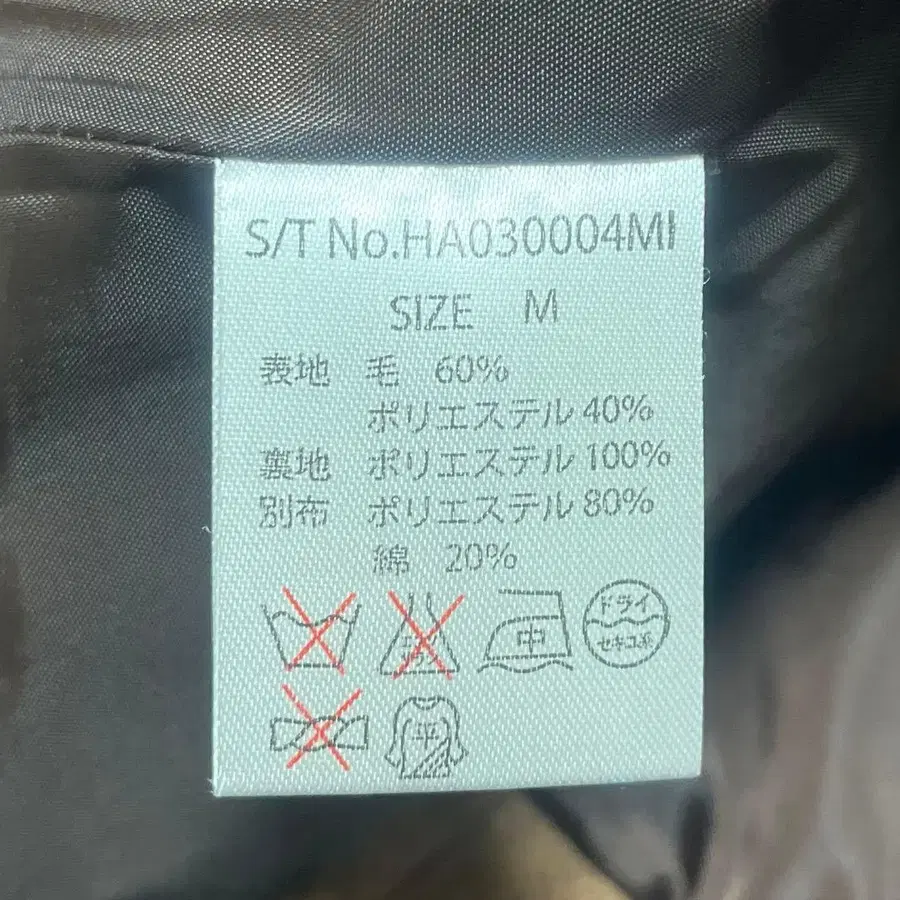 S/T No.HA030004MI
SIZE M
表地 毛 60%
ポリエステル 40%
裏地 ポリエステル 100%
別布 ポリエステル 80%
綿 20%
中
ドライ
セキユ系
平